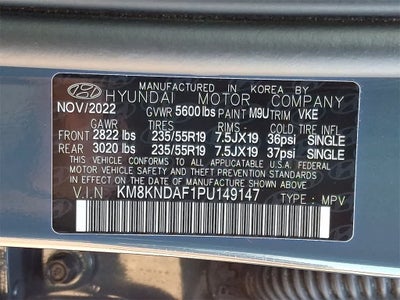 MANUFACTURED IN KOREA BY
HYUNDAI MOTOR COMPANY
NOV/2022 GVWR 5600 lbs PAINT M9U TRIM VKE
GAWR TIRES RIMS COLD TIRE INFL
FRONT 2822 lbs 235/55R19 7.5JX19 36psi SINGLE
REAR 3020 lbs 235/55R19 7.5JX19 37psi SINGLE
THIS VEHICLE CONFORMS TO ALL APPLICABLE U.S.A. FEDERAL
MOTOR VEHICLE SAFETY AND THEFT PREVENTION STANDARDS
IN EFFECT ON THE DATE OF MANUFACTURE SHOWN ABOVE.
V.I.N KM8KNDAF1PU149147 TYPE : MPV